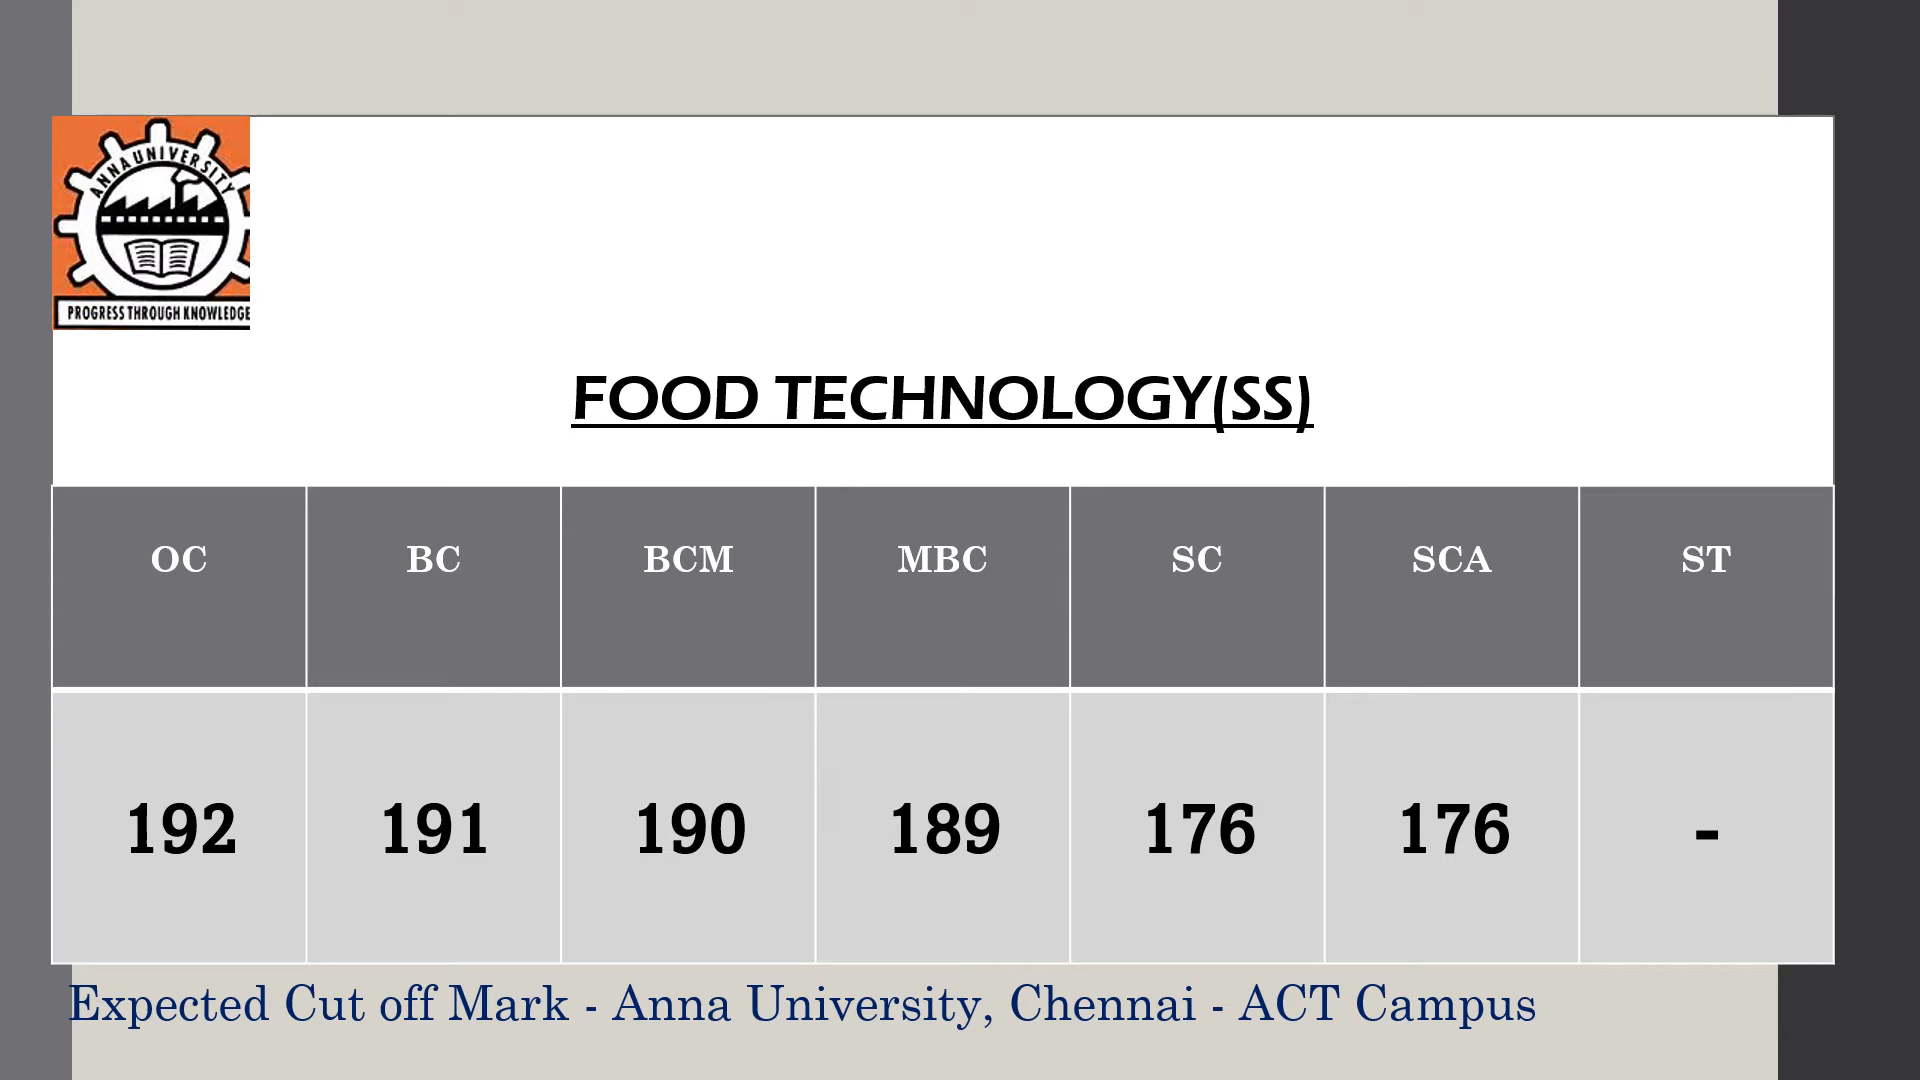 ANNA UNIVERSITY
PROGRESS THROUGH KNOWLEDGE
FOOD TECHNOLOGY(SS)
OC BC BCM MBC SC SCA ST
192 191 190 189 176 176 -
Expected Cut off Mark - Anna University, Chennai - ACT Campus